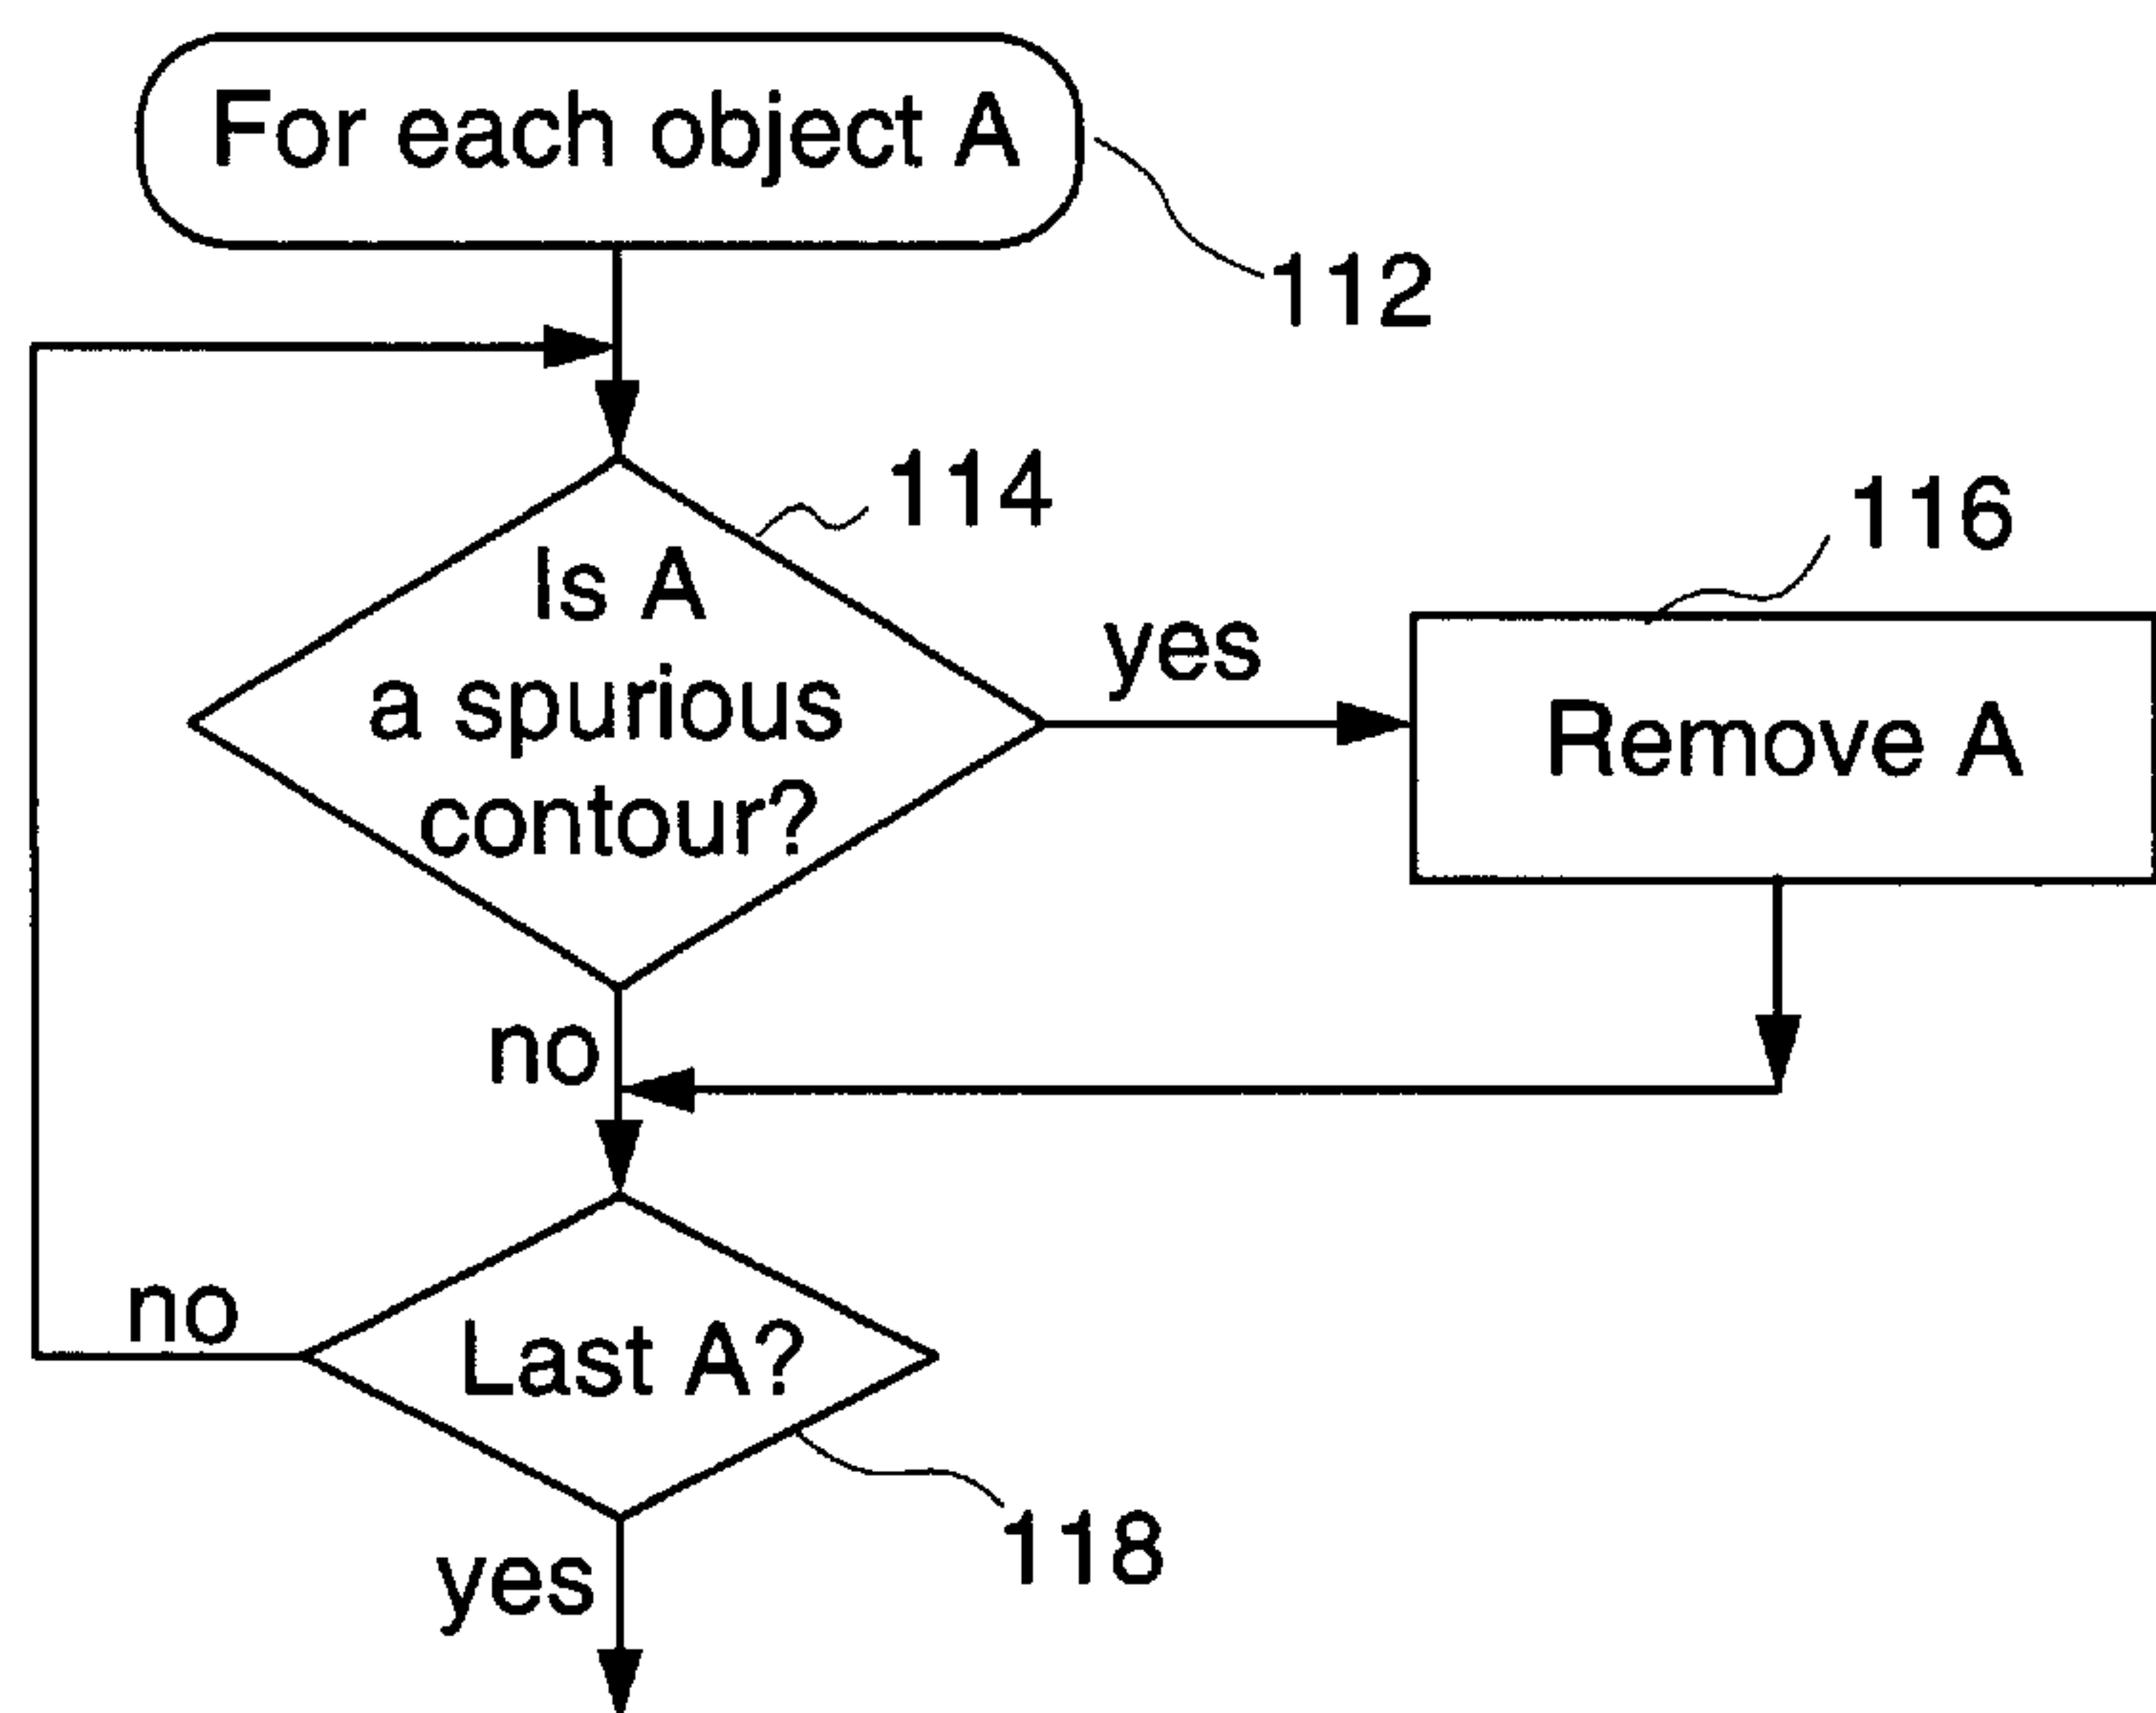 For each object A
112
114
Is A
a spurious
contour?
yes
116
Remove A
no
no
Last A?
118
yes